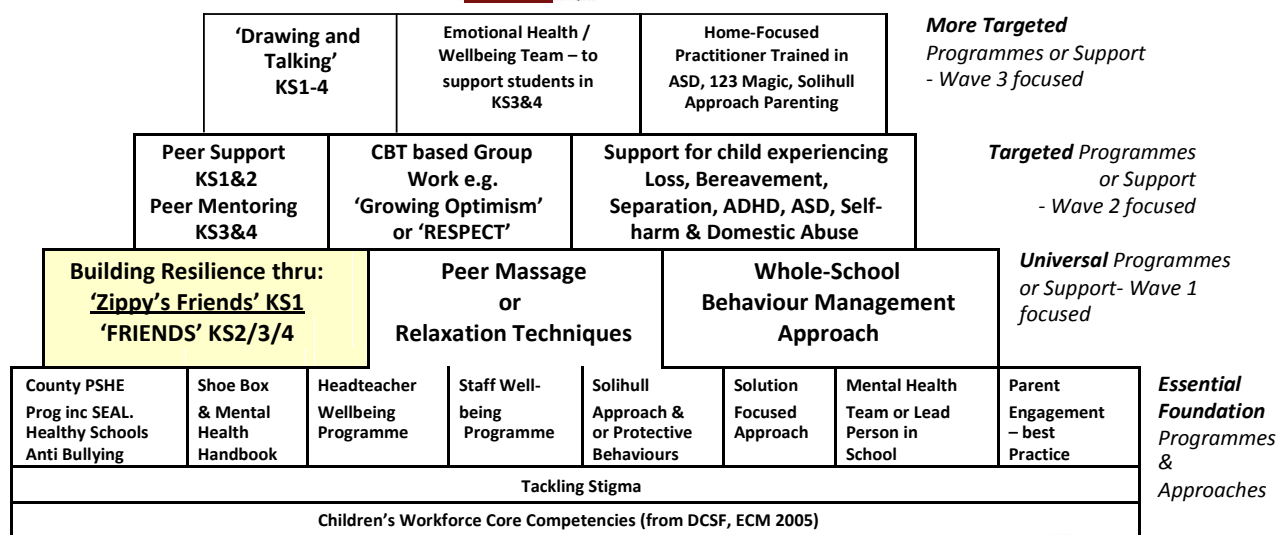 ‘Drawing and
Talking’
KS1-4
Emotional Health /
Wellbeing Team – to
support students in
KS3&4
Home-Focused
Practitioner Trained in
ASD, 123 Magic, Solihull
Approach Parenting
More Targeted
Programmes or Support
- Wave 3 focused
Peer Support
KS1&2
Peer Mentoring
KS3&4
CBT based Group
Work e.g.
‘Growing Optimism’
or ‘RESPECT’
Support for child experiencing
Loss, Bereavement,
Separation, ADHD, ASD, Self-
harm & Domestic Abuse
Targeted Programmes
or Support
- Wave 2 focused
Building Resilience thru:
‘Zippy’s Friends’ KS1
‘FRIENDS’ KS2/3/4
Peer Massage
or
Relaxation Techniques
Whole-School
Behaviour Management
Approach
Universal Programmes
or Support- Wave 1
focused
County PSHE
Prog inc SEAL.
Healthy Schools
Anti Bullying
Shoe Box
& Mental
Health
Handbook
Headteacher
Wellbeing
Programme
Staff Well-
being
Programme
Solihull
Approach &
or Protective
Behaviours
Solution
Focused
Approach
Mental Health
Team or Lead
Person in
School
Parent
Engagement
– best
Practice
Essential
Foundation
Programmes
&
Approaches
Tackling Stigma
Children’s Workforce Core Competencies (from DCSF, ECM 2005)